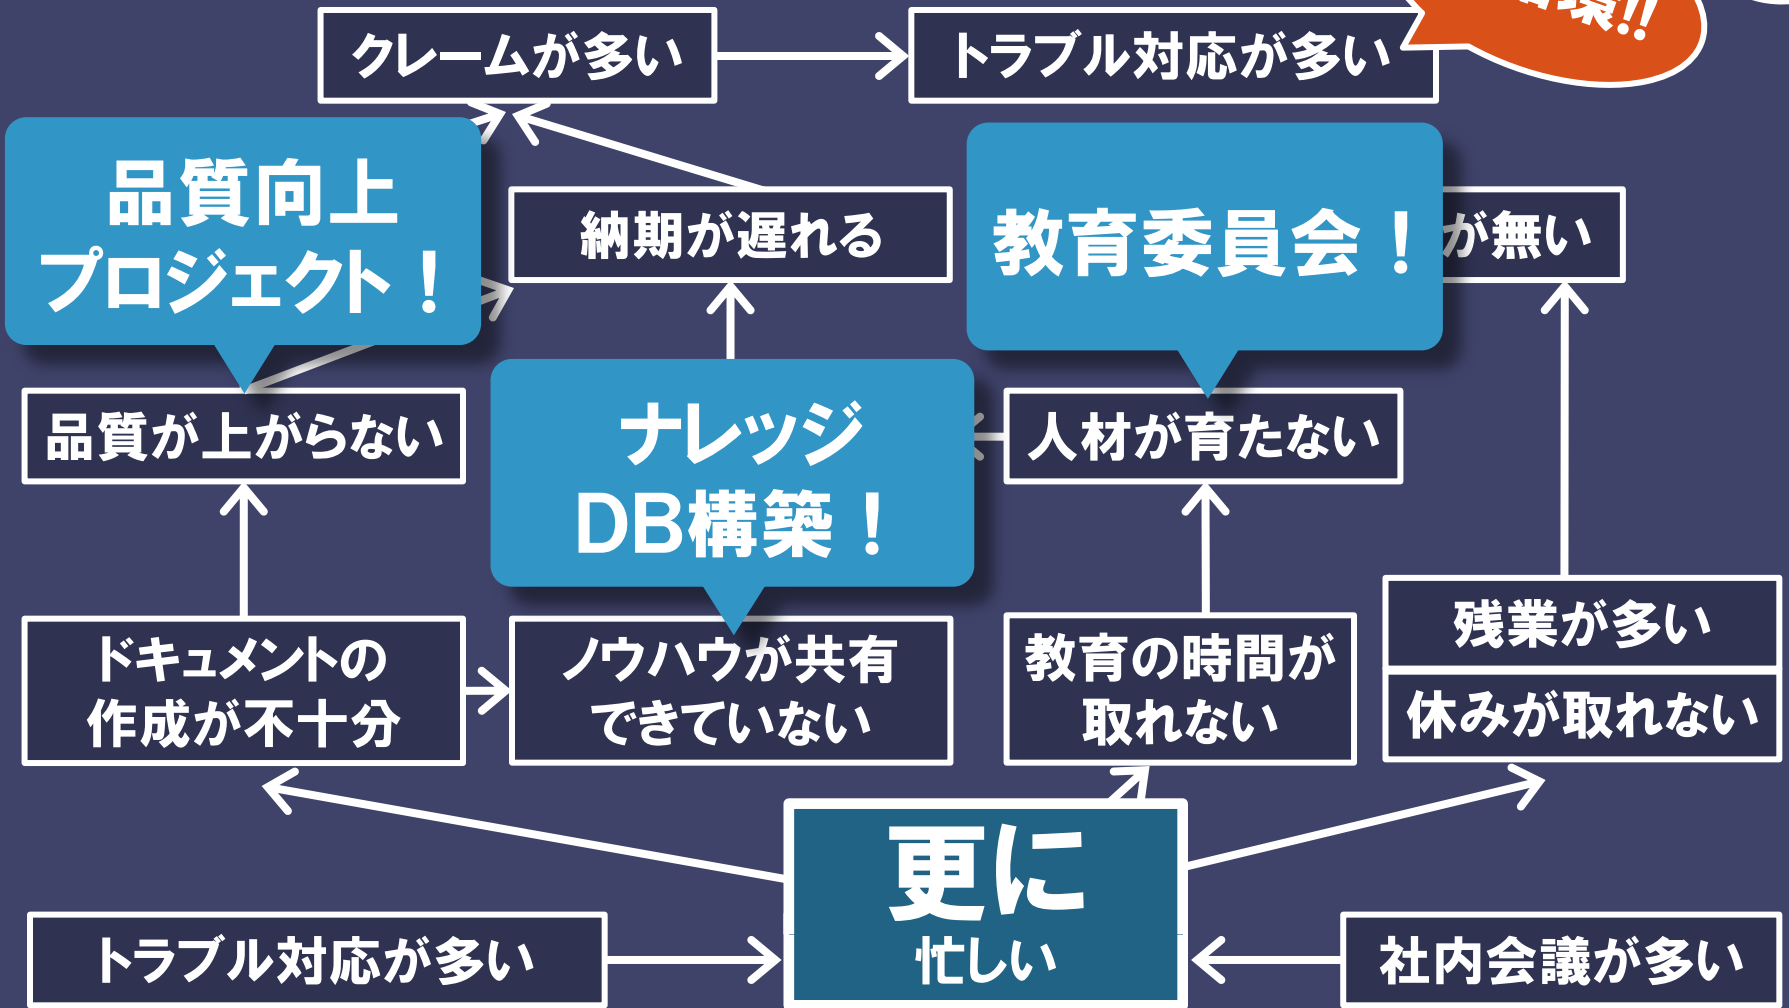 環!!
クレームが多い
トラブル対応が多い
品質向上
プロジェクト！
納期が遅れる
教育委員会！
が無い
品質が上がらない
ナレッジ
DB構築！
人材が育たない
ドキュメントの
作成が不十分
ノウハウが共有
できていない
教育の時間が
取れない
残業が多い
休みが取れない
更に
忙しい
トラブル対応が多い
社内会議が多い